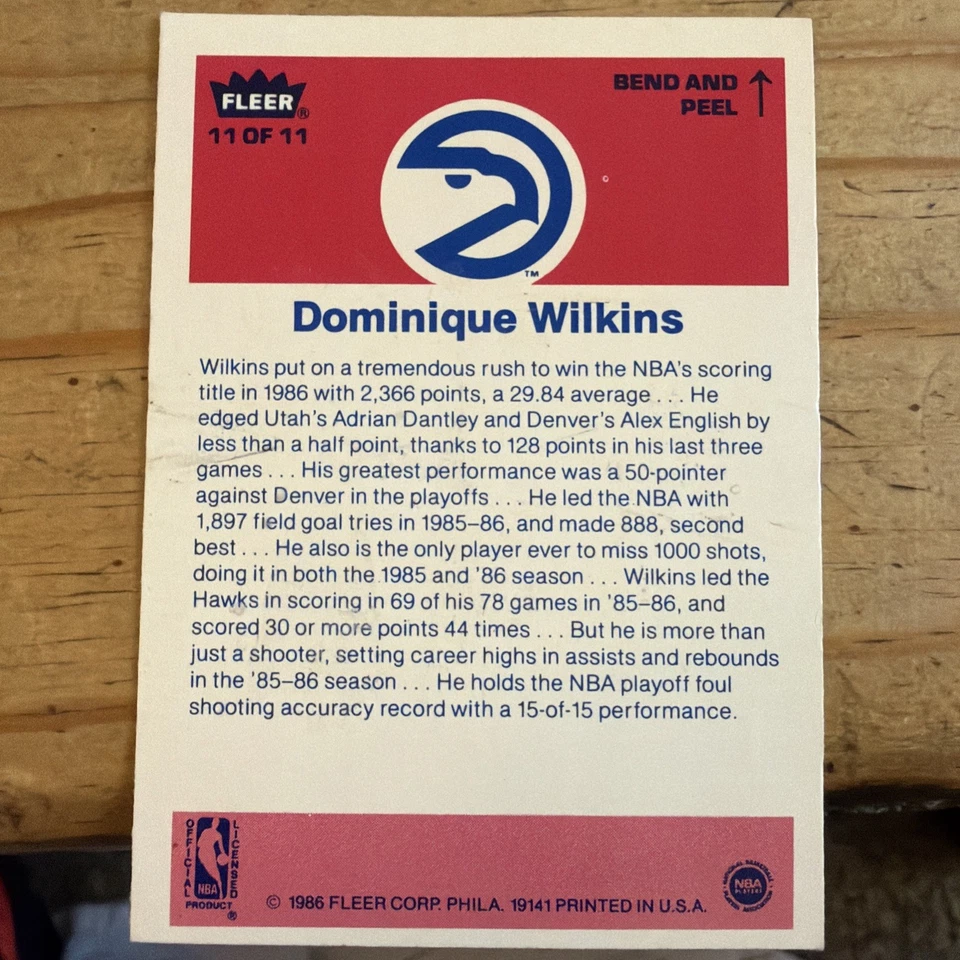 FLEER®
11 OF 11
BEND AND
PEEL
TM
Dominique Wilkins
Wilkins put on a tremendous rush to win the NBA's scoring
title in 1986 with 2,366 points, a 29.84 average . . . He
edged Utah's Adrian Dantley and Denver's Alex English by
less than a half point, thanks to 128 points in his last three
games . . . His greatest performance was a 50-pointer
against Denver in the playoffs . . . He led the NBA with
1,897 field goal tries in 1985–86, and made 888, second
best . . . He also is the only player ever to miss 1000 shots,
doing it in both the 1985 and '86 season . . . Wilkins led the
Hawks in scoring in 69 of his 78 games in '85–86, and
scored 30 or more points 44 times . . . But he is more than
just a shooter, setting career highs in assists and rebounds
in the '85–86 season . . . He holds the NBA playoff foul
shooting accuracy record with a 15-of-15 performance.
OFFICIAL
LICENSED
NBA
PRODUCT
®
© 1986 FLEER CORP. PHILA. 19141 PRINTED IN U.S.A.
NATIONAL BASKETBALL
NBA
PLAYERS
PLAYERS ASSOCIATION